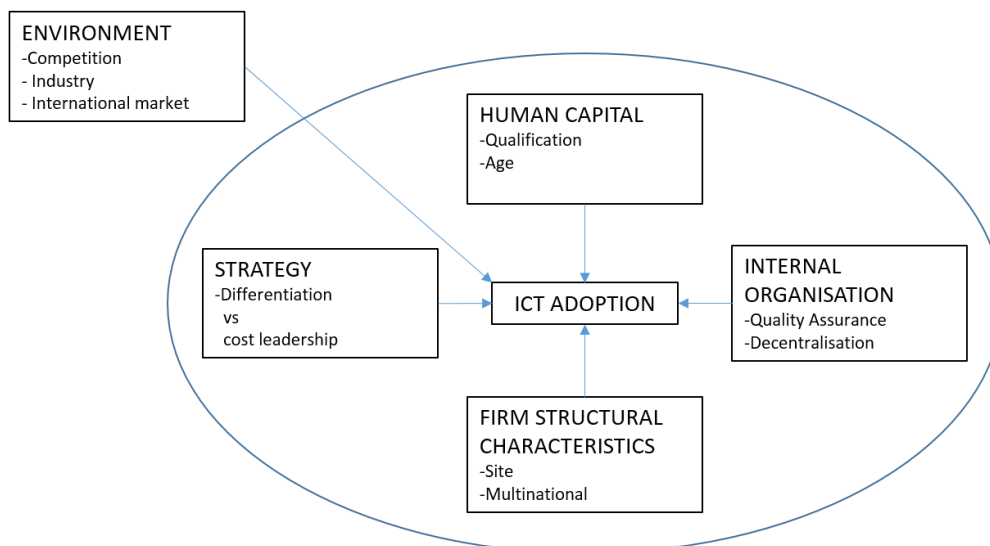 ENVIRONMENT
-Competition
- Industry
- International market
HUMAN CAPITAL
-Qualification
-Age
STRATEGY
-Differentiation
vs
cost leadership
ICT ADOPTION
INTERNAL
ORGANISATION
-Quality Assurance
-Decentralisation
FIRM STRUCTURAL
CHARACTERISTICS
-Site
-Multinational